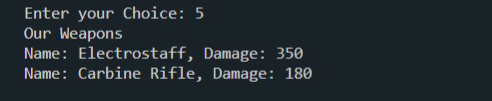 Enter your Choice: 5
Our Weapons
Name: Electrostaff, Damage: 350
Name: Carbine Rifle, Damage: 180